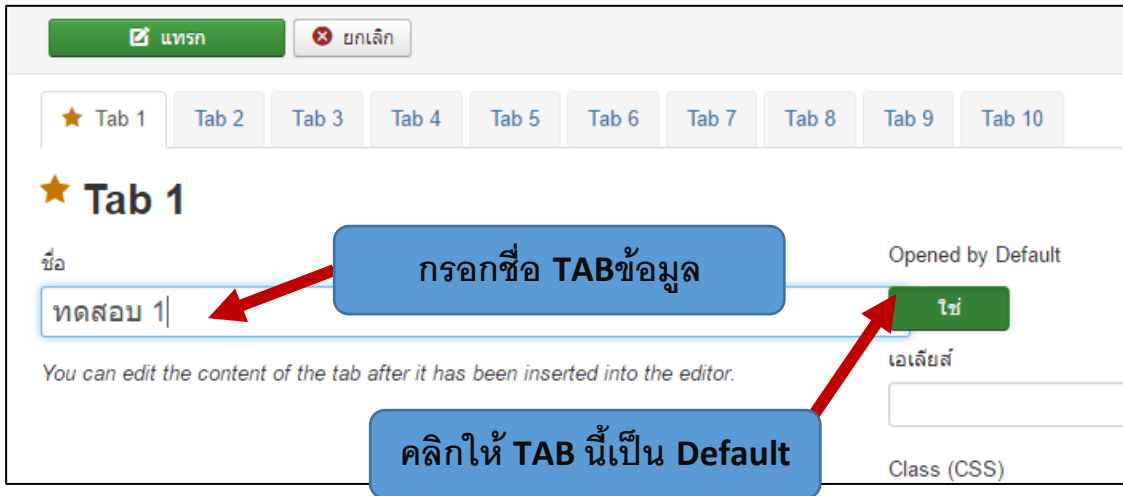 แทรก ยกเลิก
Tab 1 Tab 2 Tab 3 Tab 4 Tab 5 Tab 6 Tab 7 Tab 8 Tab 9 Tab 10
Tab 1
ชื่อ
กรอกชื่อ TABข้อมูล
Opened by Default
ทดสอบ 1
ใช่
You can edit the content of the tab after it has been inserted into the editor.
เอเลียส์
คลิกให้ TAB นี้เป็น Default
Class (CSS)